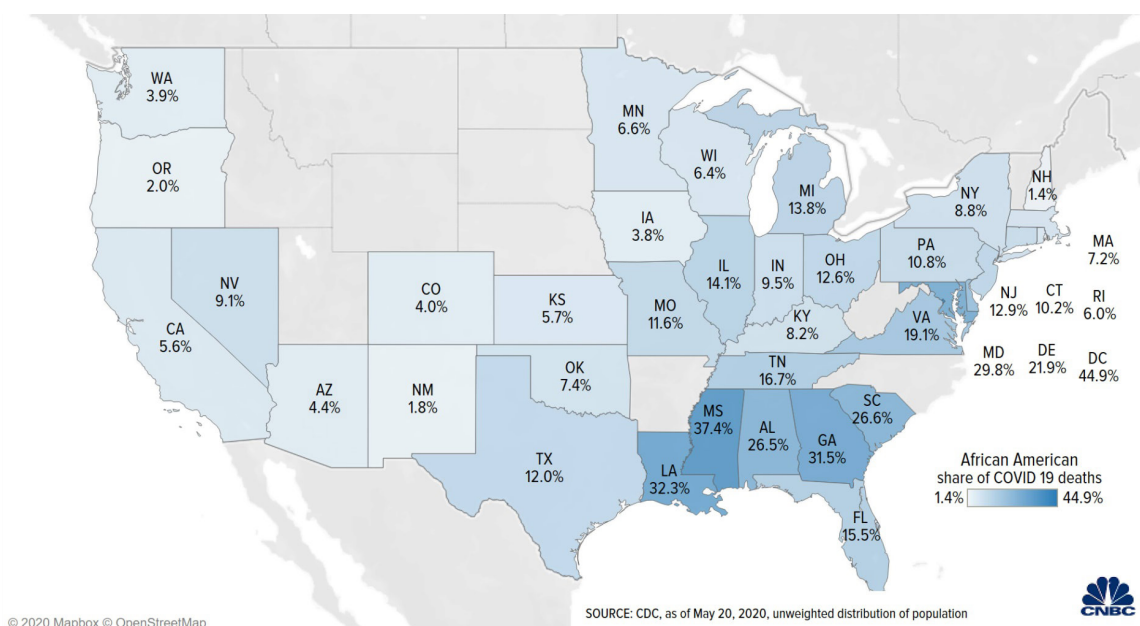 WA
3.9%
OR
2.0%
CA
5.6%
NV
9.1%
AZ
4.4%
CO
4.0%
NM
1.8%
KS
5.7%
OK
7.4%
TX
12.0%
MN
6.6%
IA
3.8%
MO
11.6%
WI
6.4%
IL
14.1%
MI
13.8%
IN
9.5%
OH
12.6%
KY
8.2%
TN
16.7%
MS
37.4%
LA
32.3%
AL
26.5%
GA
31.5%
SC
26.6%
FL
15.5%
VA
19.1%
PA
10.8%
NY
8.8%
NH
1.4%
MA
7.2%
NJ
12.9%
CT
10.2%
RI
6.0%
MD
29.8%
DE
21.9%
DC
44.9%
African American
share of COVID 19 deaths
1.4% 44.9%
SOURCE: CDC, as of May 20, 2020, unweighted distribution of population
CNBC
© 2020 Mapbox © OpenStreetMap